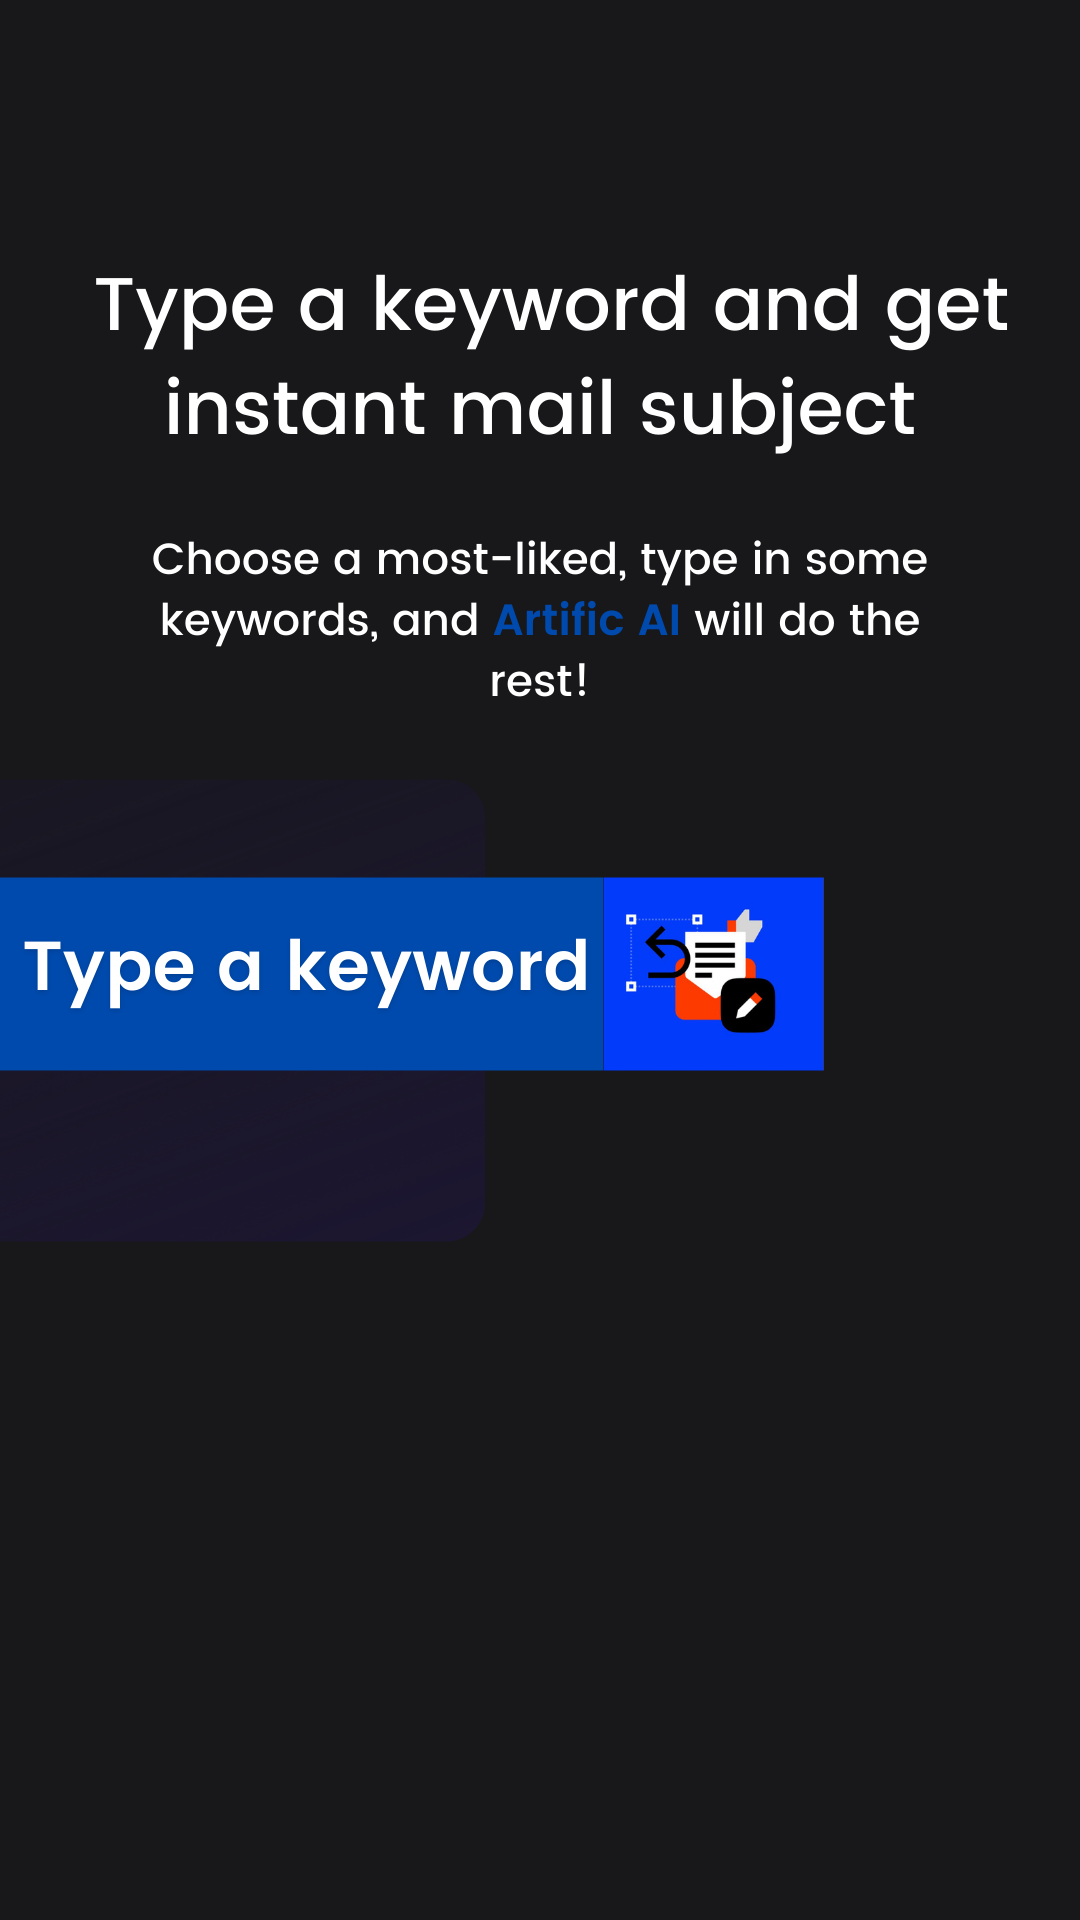 Type a keyword and get
instant mail subject
Choose a most-liked, type in some
keywords, and Artific AI will do the
rest!
Type a keyword